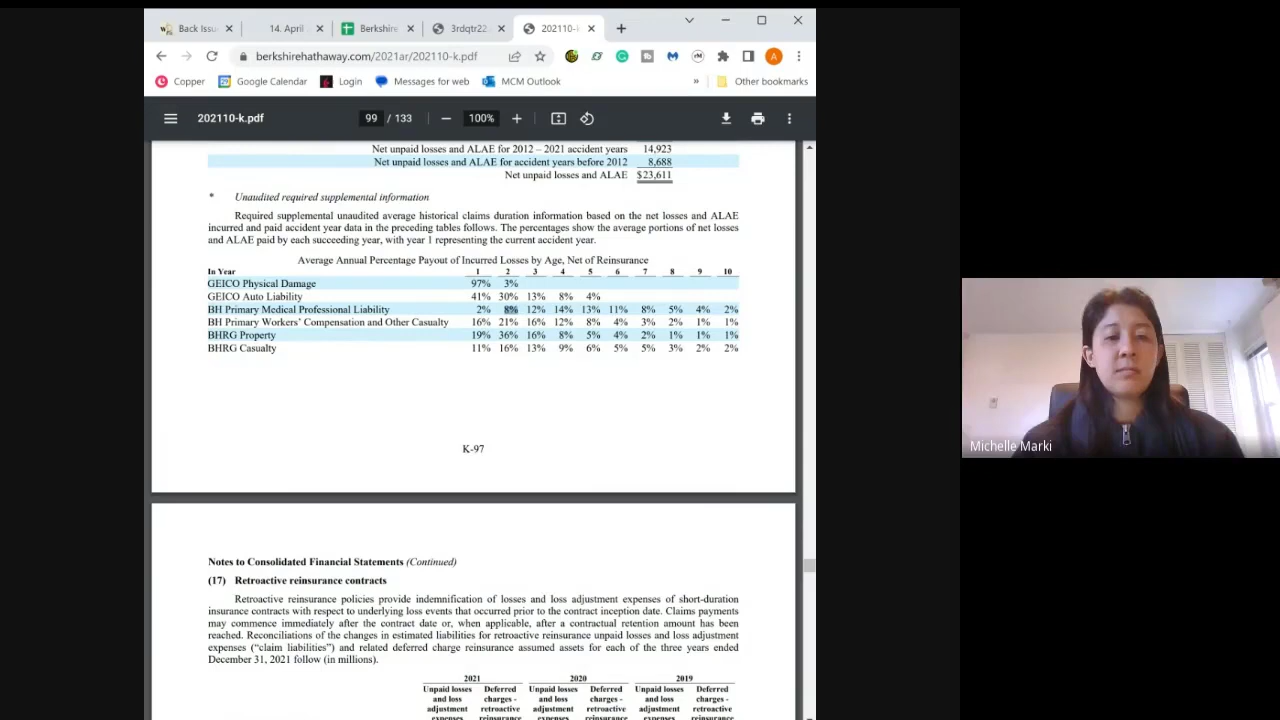 Back Issu
14. April
Berkshire
3rdqtr22
202110-k
berkshirehathaway.com/2021ar/202110-k.pdf
Copper Google Calendar Login Messages for web MCM Outlook » Other bookmarks
202110-k.pdf 99 / 133 — 100% +
Net unpaid losses and ALAE for 2012 – 2021 accident years 14,923
Net unpaid losses and ALAE for accident years before 2012 8,688
Net unpaid losses and ALAE $23,611
* Unaudited required supplemental information
Required supplemental unaudited average historical claims duration information based on the net losses and ALAE
incurred and paid accident year data in the preceding tables follows. The percentages show the average portions of net losses
and ALAE paid by each succeeding year, with year 1 representing the current accident year.
Average Annual Percentage Payout of Incurred Losses by Age, Net of Reinsurance
In Year 1 2 3 4 5 6 7 8 9 10
GEICO Physical Damage 97% 3%
GEICO Auto Liability 41% 30% 13% 8% 4%
BH Primary Medical Professional Liability 2% 8% 12% 14% 13% 11% 8% 5% 4% 2%
BH Primary Workers' Compensation and Other Casualty 16% 21% 16% 12% 8% 4% 3% 2% 1% 1%
BHRG Property 19% 36% 16% 8% 5% 4% 2% 1% 1% 1%
BHRG Casualty 11% 16% 13% 9% 6% 5% 5% 3% 2% 2%
K-97
Notes to Consolidated Financial Statements (Continued)
(17) Retroactive reinsurance contracts
Retroactive reinsurance policies provide indemnification of losses and loss adjustment expenses of short-duration
insurance contracts with respect to underlying loss events that occurred prior to the contract inception date. Claims payments
may commence immediately after the contract date or, when applicable, after a contractual retention amount has been
reached. Reconciliations of the changes in estimated liabilities for retroactive reinsurance unpaid losses and loss adjustment
expenses (“claim liabilities”) and related deferred charge reinsurance assumed assets for each of the three years ended
December 31, 2021 follow (in millions).
2021 2020 2019
Unpaid losses Deferred Unpaid losses Deferred Unpaid losses Deferred
and loss charges - and loss charges - and loss charges -
adjustment retroactive adjustment retroactive adjustment retroactive
expenses reinsurance expenses reinsurance expenses reinsurance
Michelle Marki